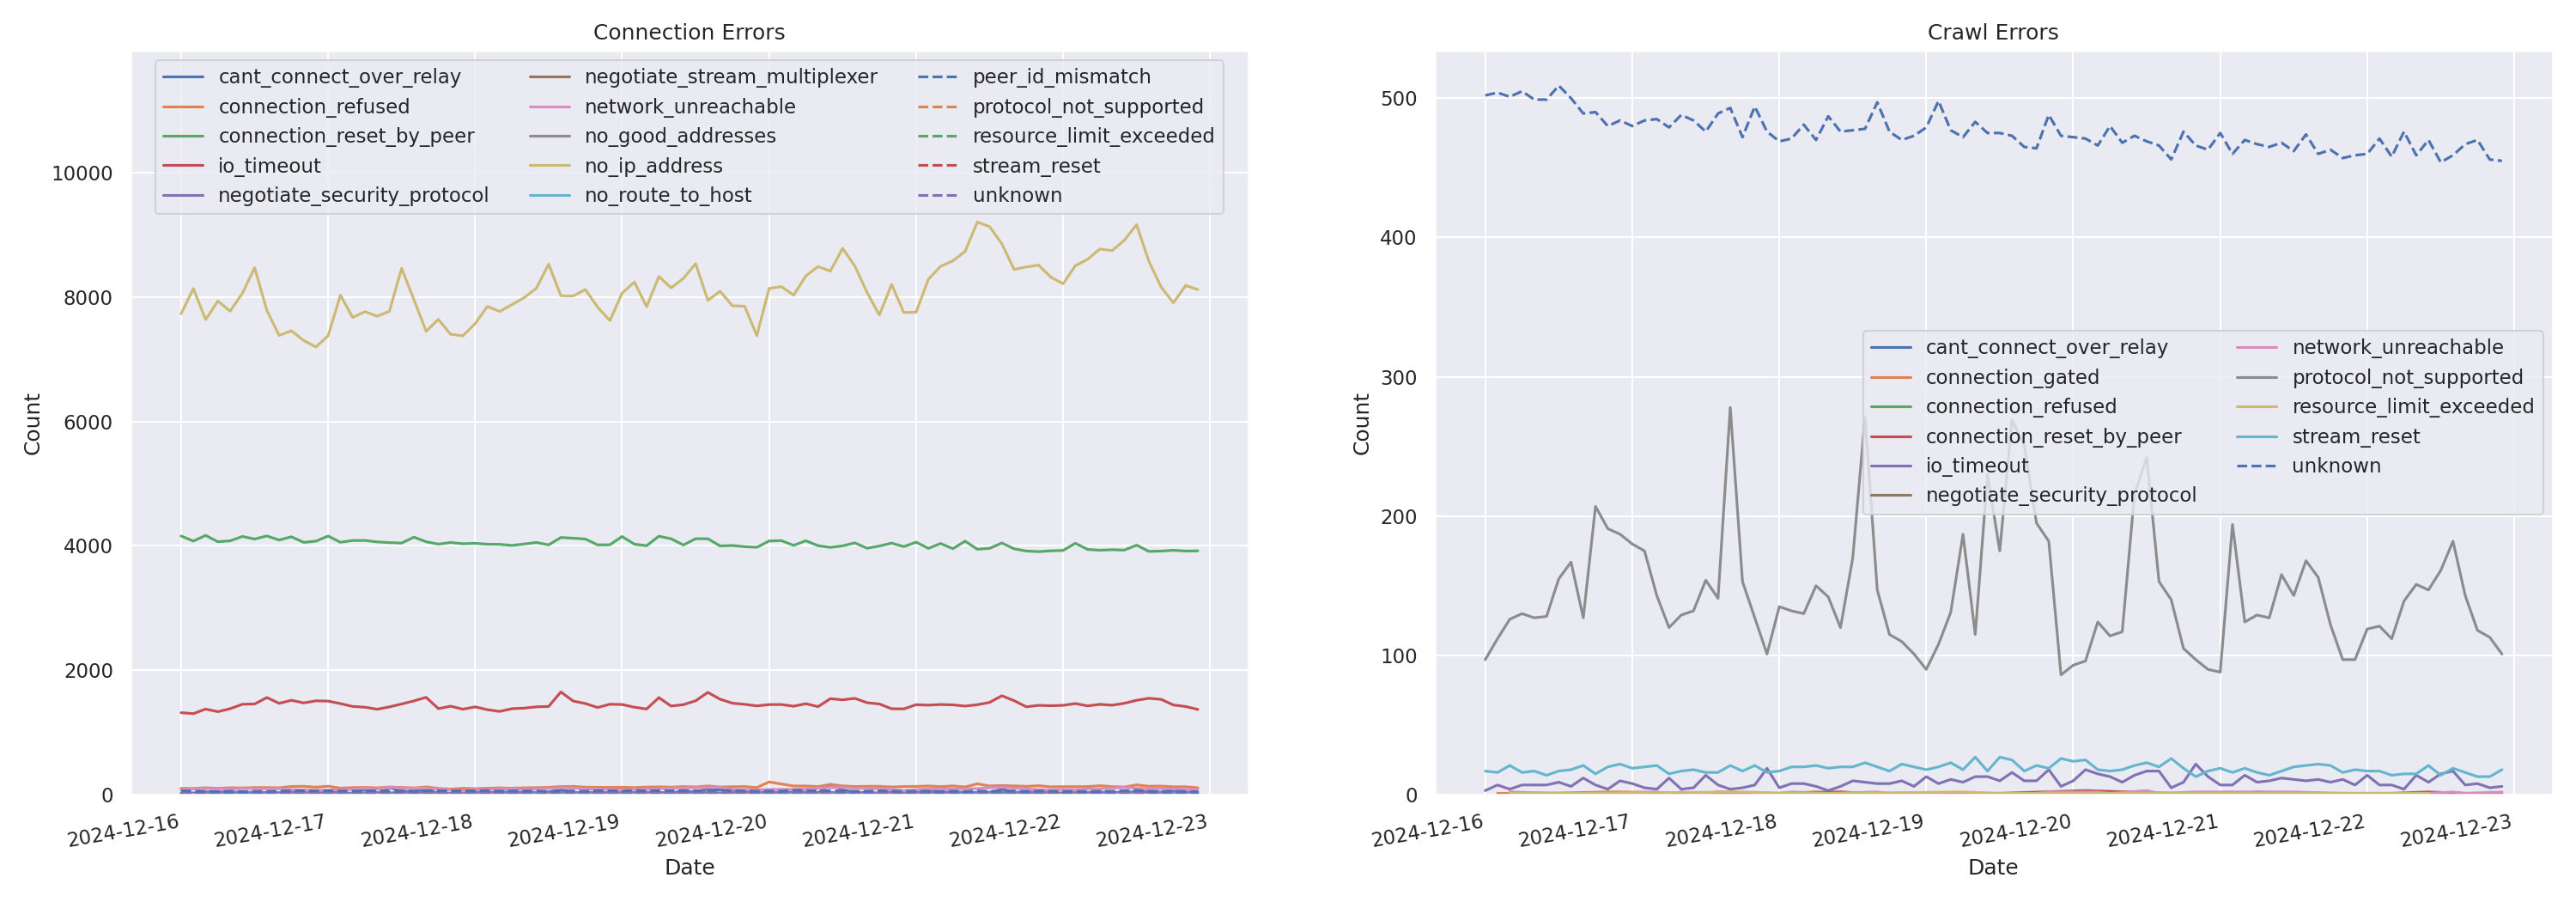 Connection Errors
cant_connect_over_relay
connection_refused
connection_reset_by_peer
io_timeout
negotiate_security_protocol
negotiate_stream_multiplexer
network_unreachable
no_good_addresses
no_ip_address
no_route_to_host
peer_id_mismatch
protocol_not_supported
resource_limit_exceeded
stream_reset
unknown
Count
10000
8000
6000
4000
2000
0
2024-12-16
2024-12-17
2024-12-18
2024-12-19
2024-12-20
2024-12-21
2024-12-22
2024-12-23
Date
Crawl Errors
cant_connect_over_relay
connection_gated
connection_refused
connection_reset_by_peer
io_timeout
negotiate_security_protocol
network_unreachable
protocol_not_supported
resource_limit_exceeded
stream_reset
unknown
Count
500
400
300
200
100
0
2024-12-16
2024-12-17
2024-12-18
2024-12-19
2024-12-20
2024-12-21
2024-12-22
2024-12-23
Date